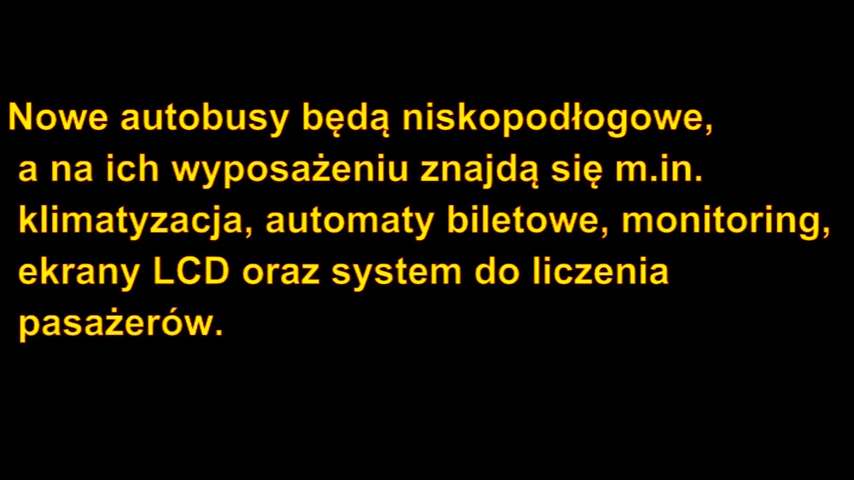 Nowe autobusy będą niskopodłogowe,
a na ich wyposażeniu znajdą się m.in.
klimatyzacja, automaty biletowe, monitoring,
ekrany LCD oraz system do liczenia
pasażerów.